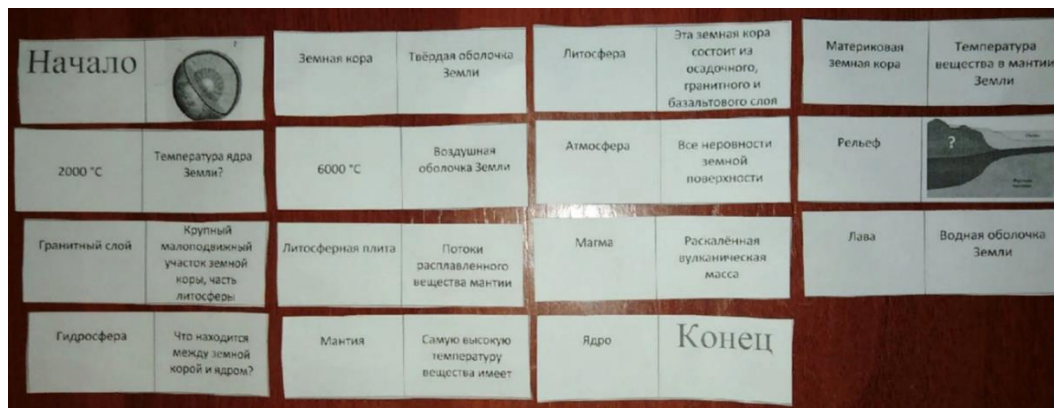 Начало
?
Земная кора
Твёрдая оболочка
Земли
Литосфера
Эта земная кора
состоит из
осадочного,
гранитного и
базальтового слоя
Материковая
земная кора
Температура
вещества в мантии
Земли
2000 °C
Температура ядра
Земли?
6000 °C
Воздушная
оболочка Земли
Атмосфера
Все неровности
земной
поверхности
Рельеф
?
Гранитный слой
Крупный
малоподвижный
участок земной
коры, часть
литосферы
Литосферная плита
Потоки
расплавленного
вещества мантии
Магма
Раскалённая
вулканическая
масса
Лава
Водная оболочка
Земли
Гидросфера
Что находится
между земной
корой и ядром?
Мантия
Самую высокую
температуру
вещества имеет
Ядро
Конец